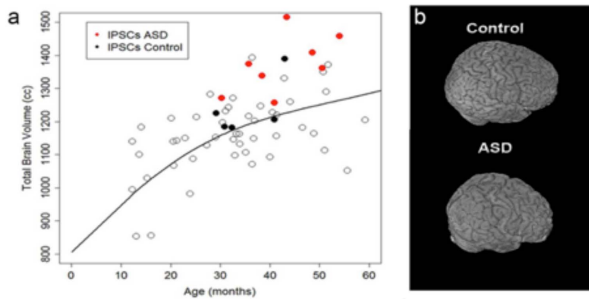 a
IPSCs ASD
IPSCs Control
Total Brain Volume (cc)
1500
1400
1300
1200
1100
1000
900
800
0
10
20
30
40
50
60
Age (months)
b
Control
ASD